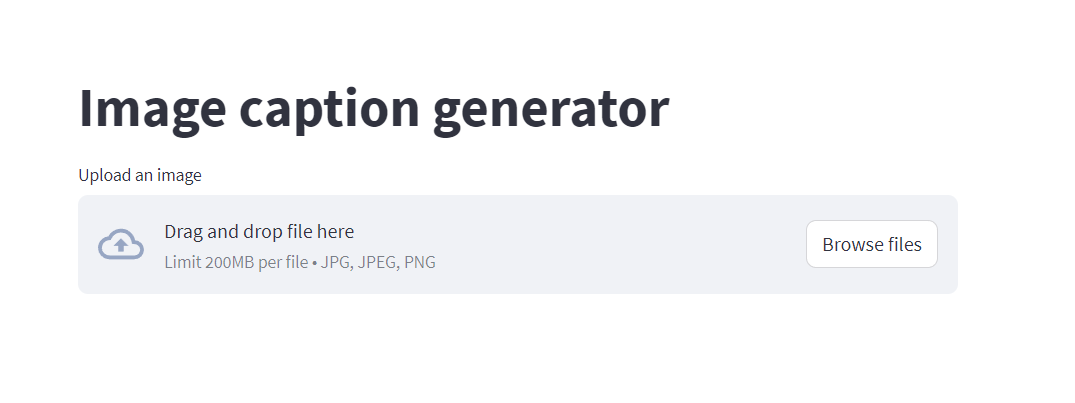 Image caption generator
Upload an image
Drag and drop file here
Limit 200MB per file • JPG, JPEG, PNG
Browse files